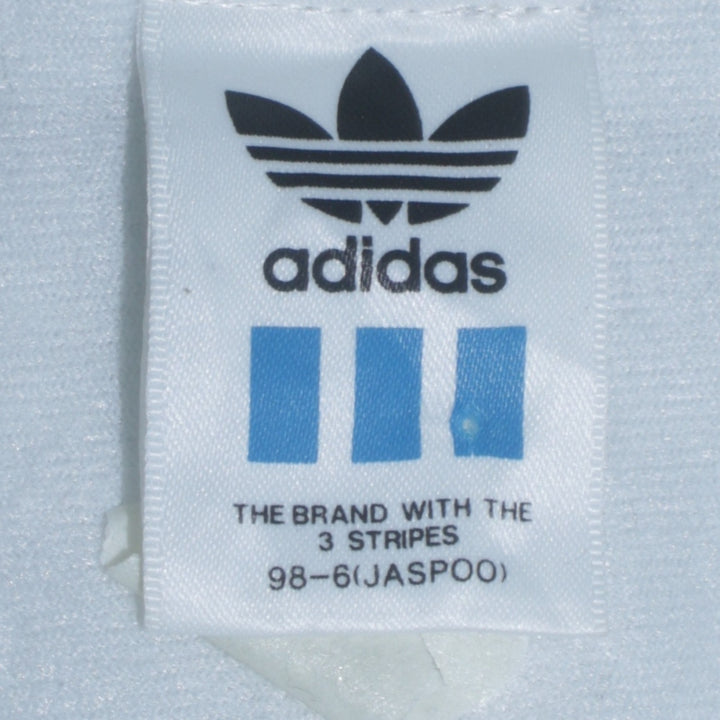 adidas
THE BRAND WITH THE
3 STRIPES
98-6(JASPOO)